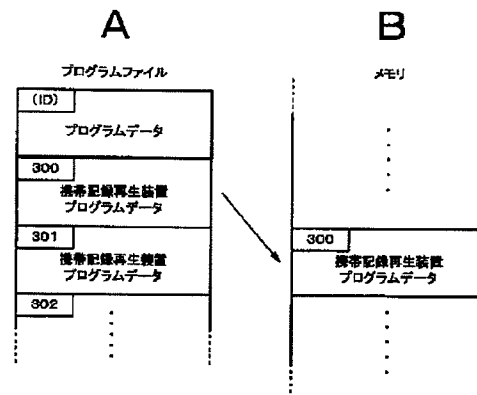 A
プログラムファイル
(ID)
プログラムデータ
300
携帯記録再生装置
プログラムデータ
301
携帯記録再生装置
プログラムデータ
302
B
メモリ
300
携帯記録再生装置
プログラムデータ